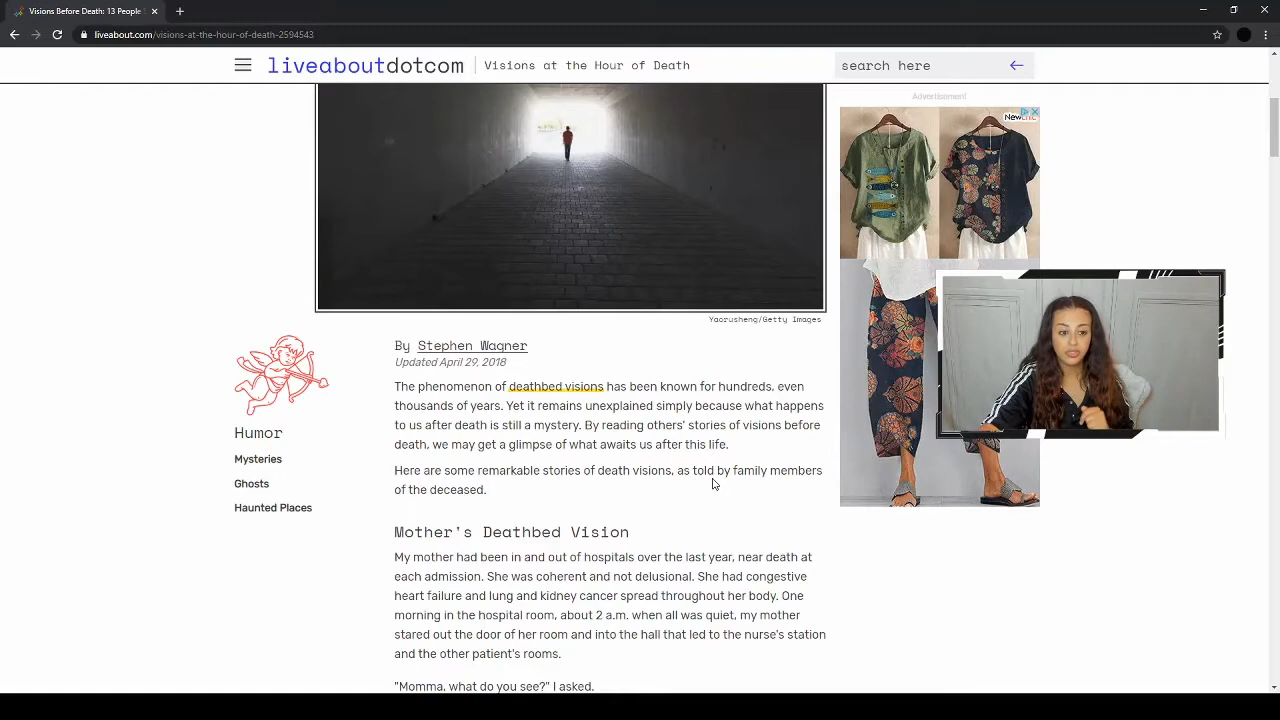 Visions Before Death: 13 People
liveabout.com/visions-at-the-hour-of-death-2594543
liveaboutdotcom
Visions at the Hour of Death
search here
Advertisement
Newchic
Yaorusheng/Getty Images
By Stephen Wagner
Updated April 29, 2018
The phenomenon of deathbed visions has been known for hundreds, even
thousands of years. Yet it remains unexplained simply because what happens
to us after death is still a mystery. By reading others' stories of visions before
death, we may get a glimpse of what awaits us after this life.
Here are some remarkable stories of death visions, as told by family members
of the deceased.
Humor
Mysteries
Ghosts
Haunted Places
Mother's Deathbed Vision
My mother had been in and out of hospitals over the last year, near death at
each admission. She was coherent and not delusional. She had congestive
heart failure and lung and kidney cancer spread throughout her body. One
morning in the hospital room, about 2 a.m. when all was quiet, my mother
stared out the door of her room and into the hall that led to the nurse's station
and the other patient's rooms.
"Momma, what do you see?" I asked.